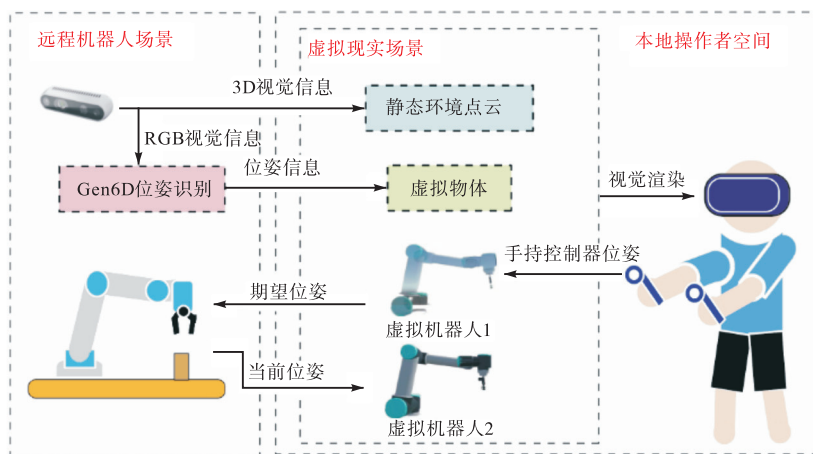 远程机器人场景
虚拟现实场景
本地操作者空间
3D视觉信息
静态环境点云
RGB视觉信息
Gen6D位姿识别
位姿信息
虚拟物体
视觉渲染
手持控制器位姿
期望位姿
虚拟机器人1
当前位姿
虚拟机器人2